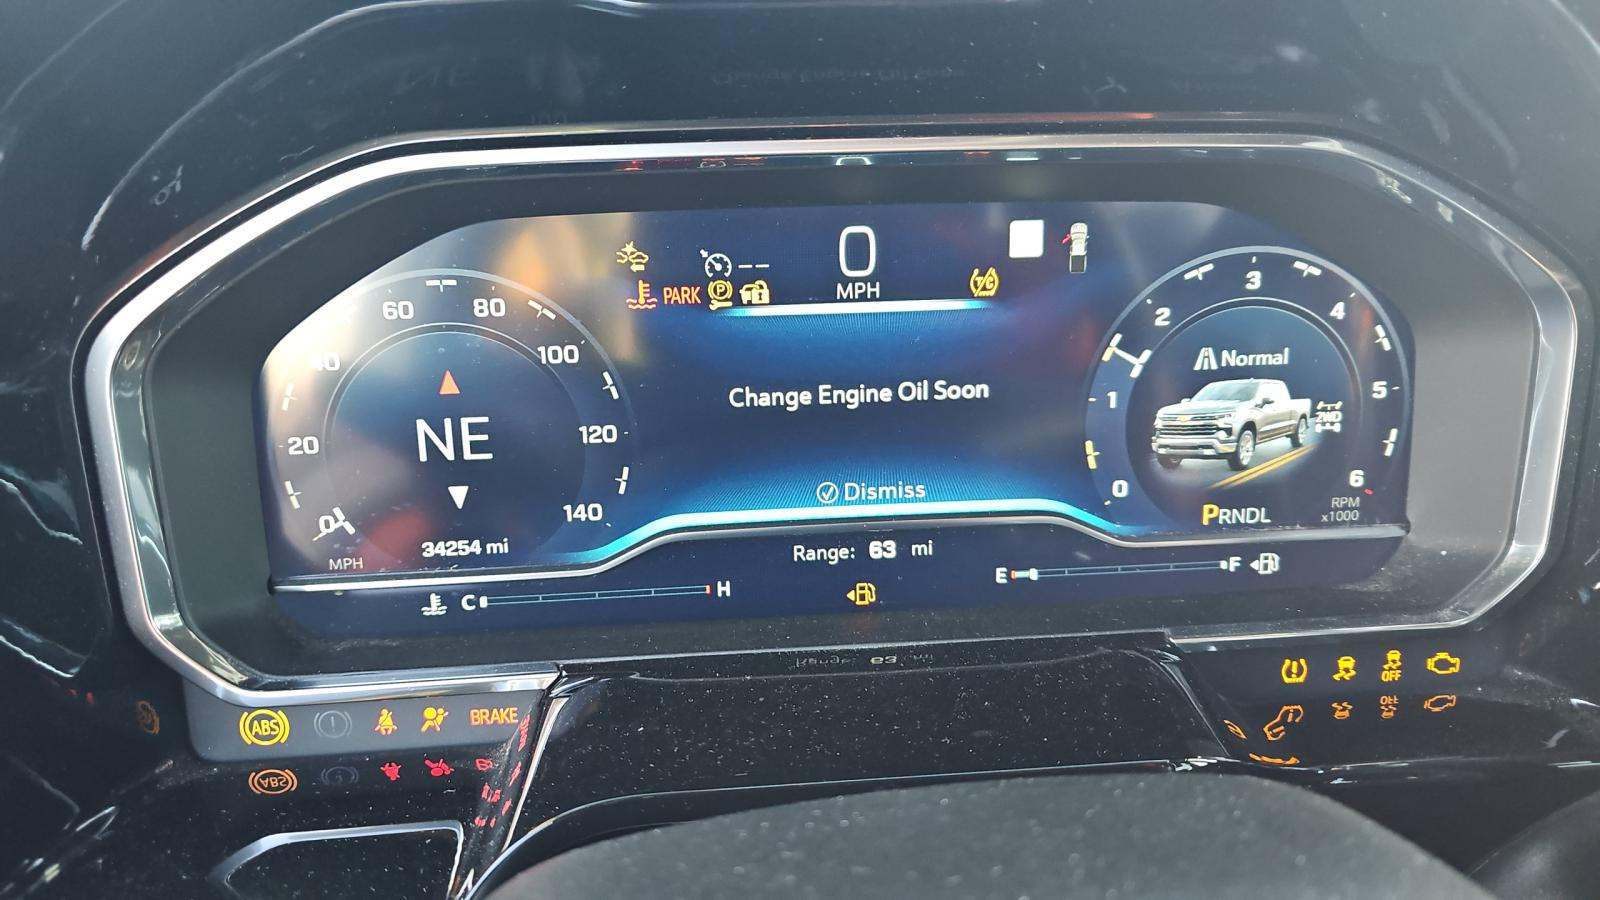 0
MPH
PARK
P
T/C
60
80
40
100
20
120
0
140
NE
34254 mi
MPH
Change Engine Oil Soon
Dismiss
3
2
4
1
5
0
6
Normal
2WD
PRNDL
RPM
x1000
Range: 63 mi
C
H
E
F
ABS
BRAKE
OFF